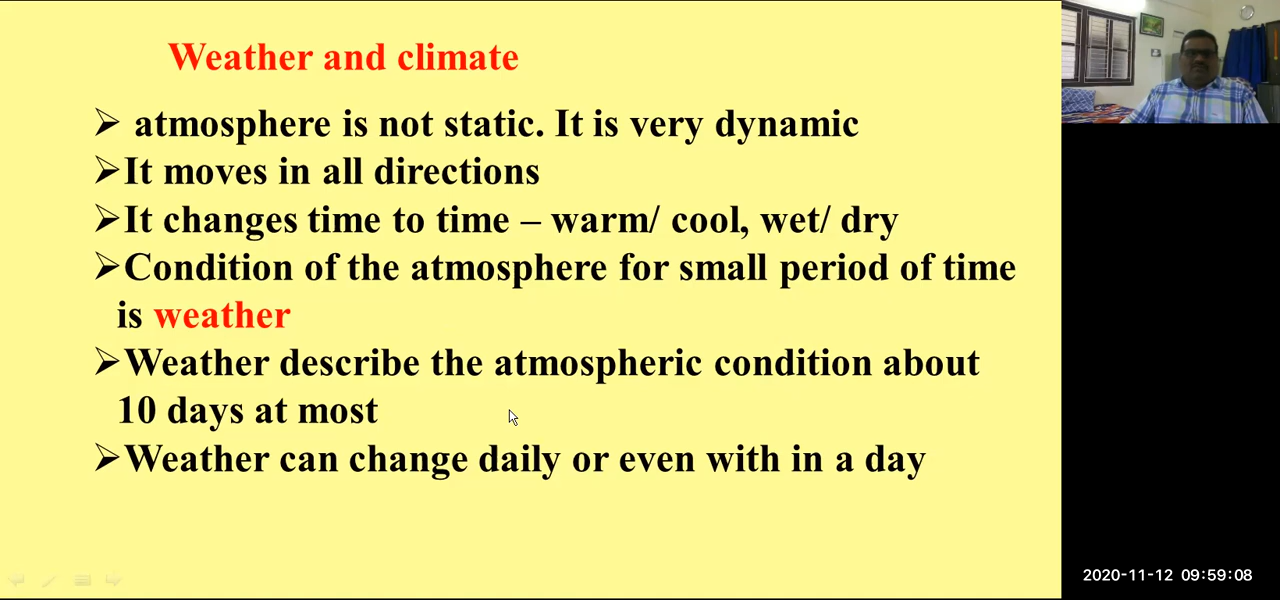 Weather and climate
➢ atmosphere is not static. It is very dynamic
➢It moves in all directions
➢It changes time to time – warm/ cool, wet/ dry
➢Condition of the atmosphere for small period of time
is weather
➢Weather describe the atmospheric condition about
10 days at most
➢Weather can change daily or even with in a day
2020-11-12 09:59:08